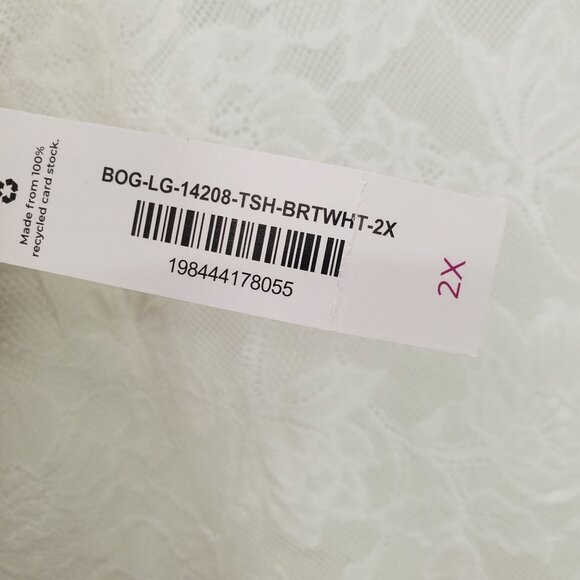 Made from 100%
recycled card stock.
BOG-LG-14208-TSH-BRTWHT-2X
198444178055
2X